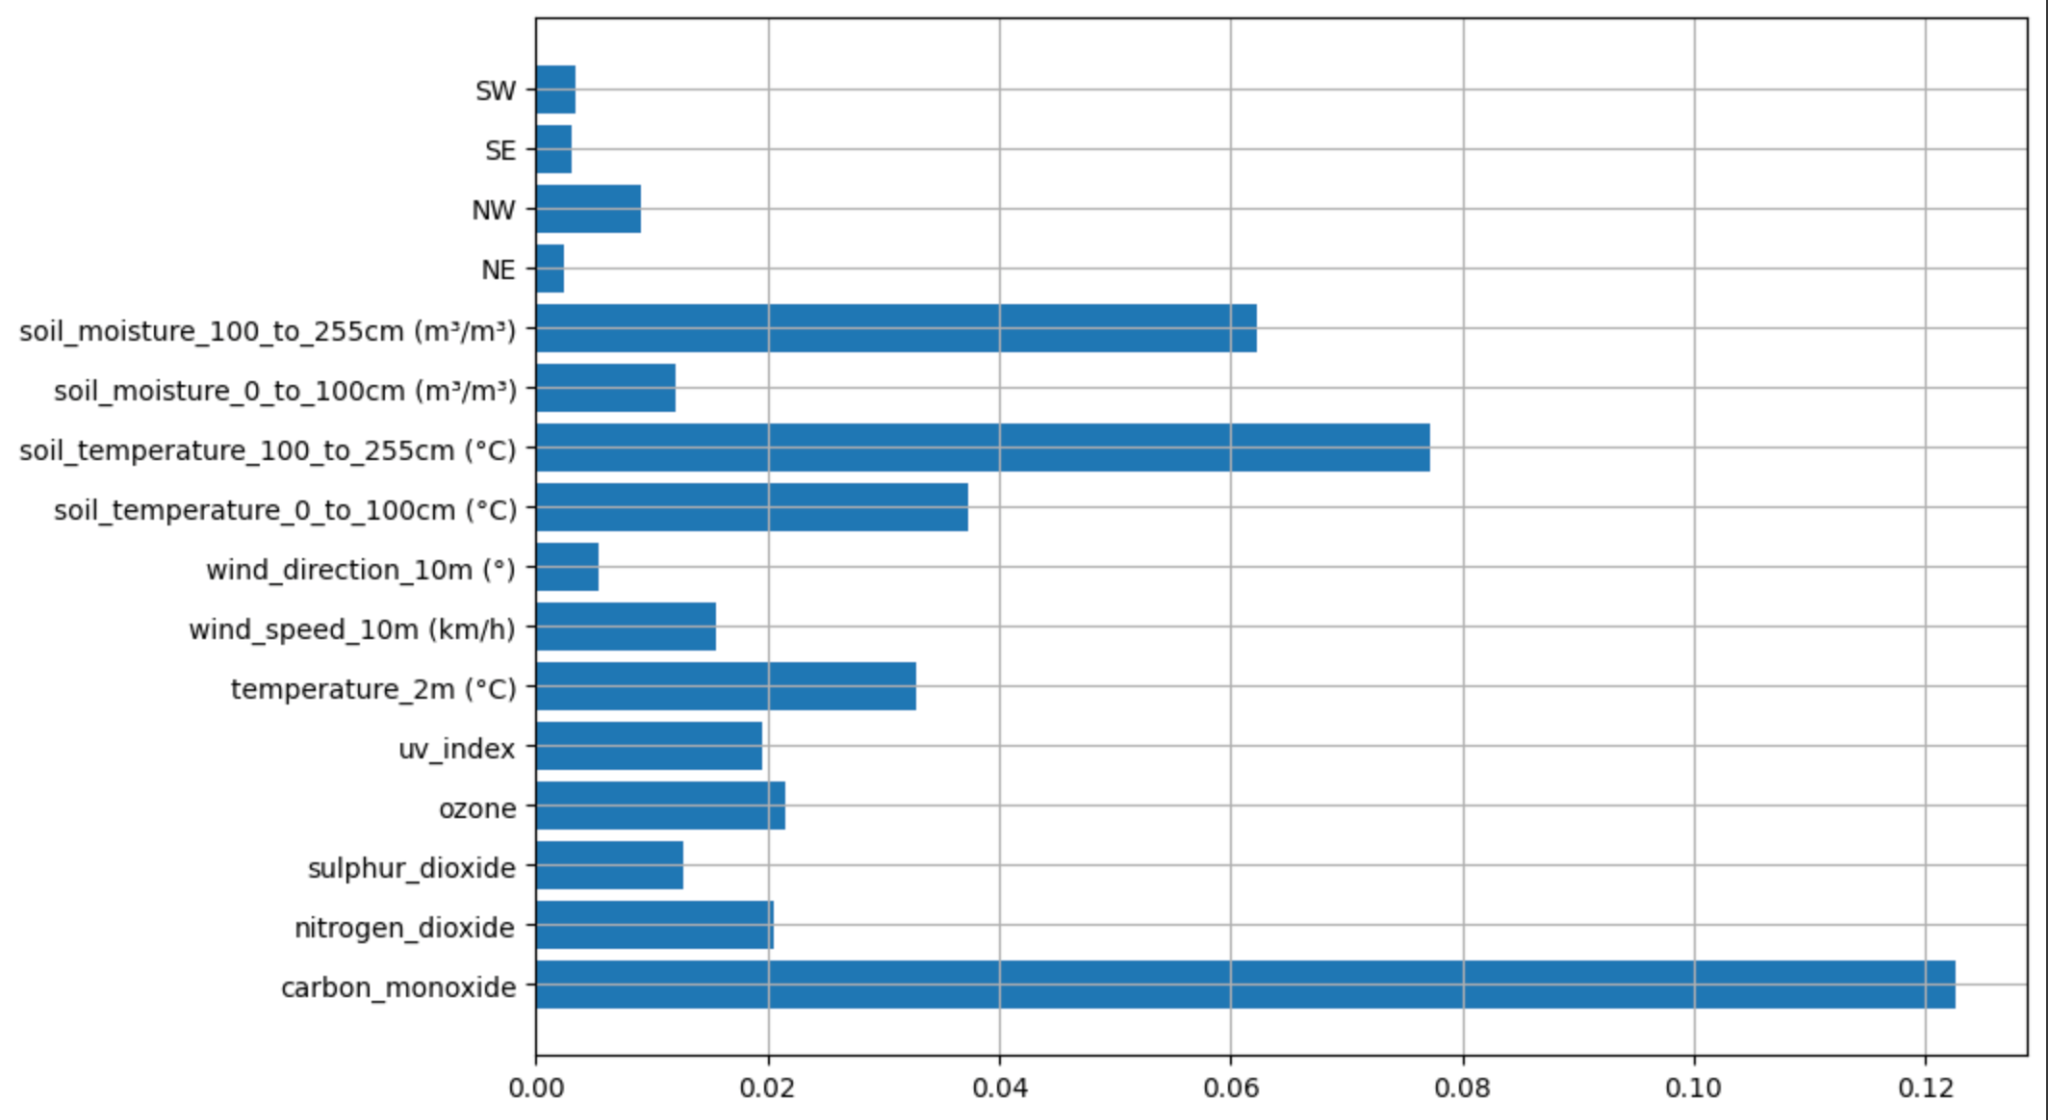 SW
SE
NW
NE
soil_moisture_100_to_255cm (m³/m³)
soil_moisture_0_to_100cm (m³/m³)
soil_temperature_100_to_255cm (°C)
soil_temperature_0_to_100cm (°C)
wind_direction_10m (°)
wind_speed_10m (km/h)
temperature_2m (°C)
uv_index
ozone
sulphur_dioxide
nitrogen_dioxide
carbon_monoxide
0.00 0.02 0.04 0.06 0.08 0.10 0.12